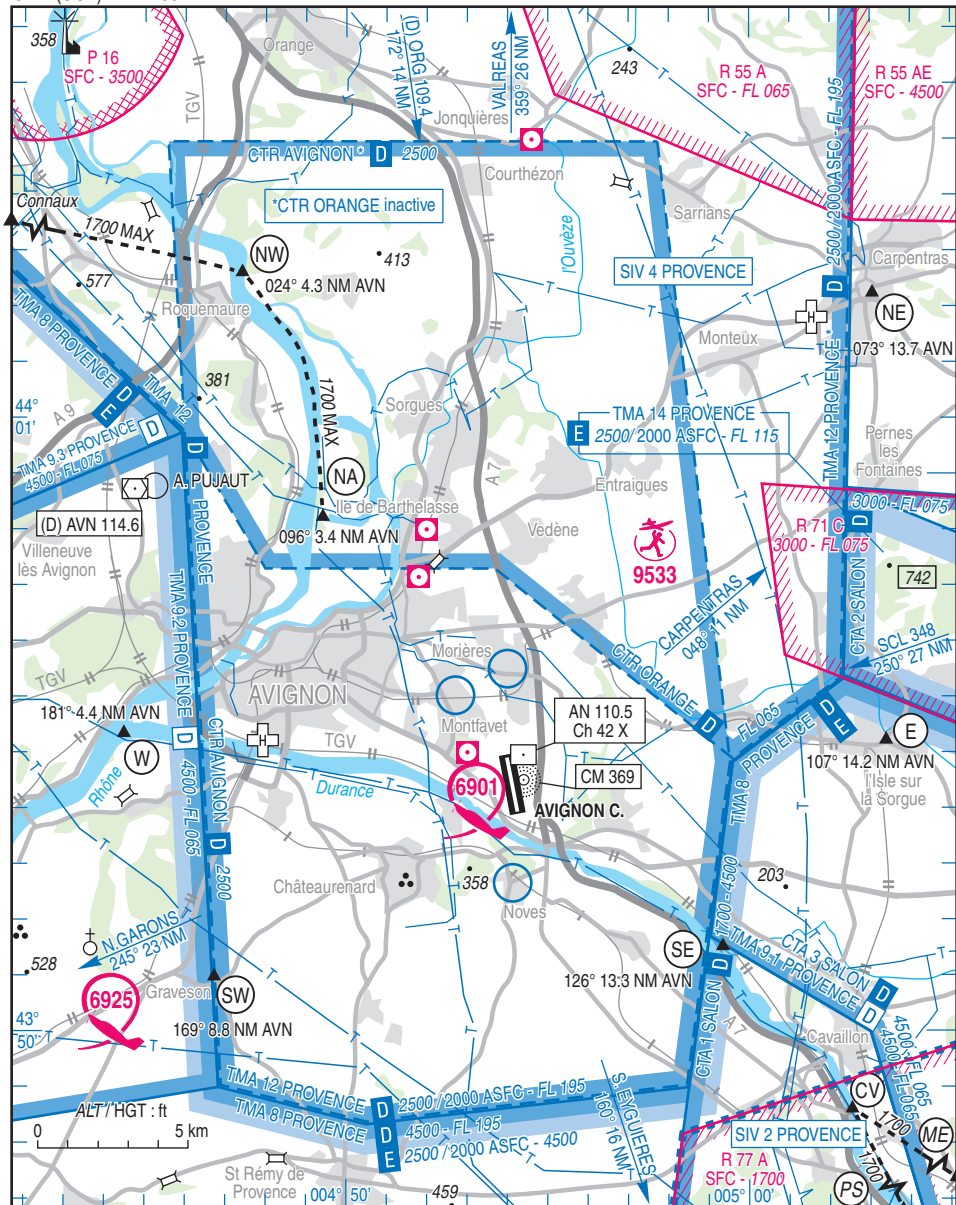 358
P 16
SFC - 3500
TGV
Orange
(D) ORG 109.4
172° 14 NM
VALREAS
359° 26 NM
243
R 55 A
SFC - FL 065
R 55 AE
SFC - 4500
Jonquières
CTR AVIGNON * D 2500
Courthézon
2500 / 2000 ASFC - FL 195
Connaux
1700 MAX
*CTR ORANGE inactive
l'Ouvèze
Sarrians
577
NW
413
024° 4.3 NM AVN
SIV 4 PROVENCE
Carpentras
D
NE
073° 13.7 AVN
Roquemaure
Monteux
TMA 8 PROVENCE
D
E
TMA 12
381
1700 MAX
Sorgues
44°
01'
A 9
TMA 9.3 PROVENCE D
4500 - FL 075
D
PROVENCE
TMA 14 PROVENCE
E 2500/ 2000 ASFC - FL 115
TMA 12 PROVENCE *
Pernes
les
Fontaines
A 7
NA
A. PUJAUT
Ile de Barthelasse
Entraigues
3000 - FL 075
D
R 71 C
3000 - FL 075
(D) AVN 114.6
096° 3.4 NM AVN
Vedène
Villeneuve
lès Avignon
9533
742
CTA 2 SALON
CARPENTRAS
048° 11 NM
TMA 9.2 PROVENCE D
4500 - FL 065
SCL 348
250° 27 NM
Morières
CTR ORANGE D
TGV
AVIGNON
Montfavet
FL 065
181° 4.4 NM AVN
W
AN 110.5
Ch 42 X
TMA 8 PROVENCE D
E
E
107° 14.2 NM AVN
l'Isle sur
la Sorgue
CTR AVIGNON D 2500
TGV
CM 369
Rhône
Durance
6901
AVIGNON C.
Châteaurenard
358
203
Noves
1700 - 4500
N.GARONS
245° 23 NM
528
SE
CTA 3 SALON D
TMA 9.1 PROVENCE D
D
126° 13.3 NM AVN
6925
Graveson
SW
169° 8.8 NM AVN
43°
50'
CTA 1 SALON
A 7
Cavaillon
4500 - FL 065
4500 - FL 065
TMA 12 PROVENCE D 2500 / 2000 ASFC - FL 195
TMA 8 PROVENCE D 4500 - FL 195
E 2500 / 2000 ASFC - 4500
ALT / HGT : ft
0 5 km
S.EYGUIERES
160° 16 NM
CV
1700
ME
SIV 2 PROVENCE
R 77 A
SFC - 1700
1700
PS
St Rémy de
Provence
004° 50'
459
005° 00'